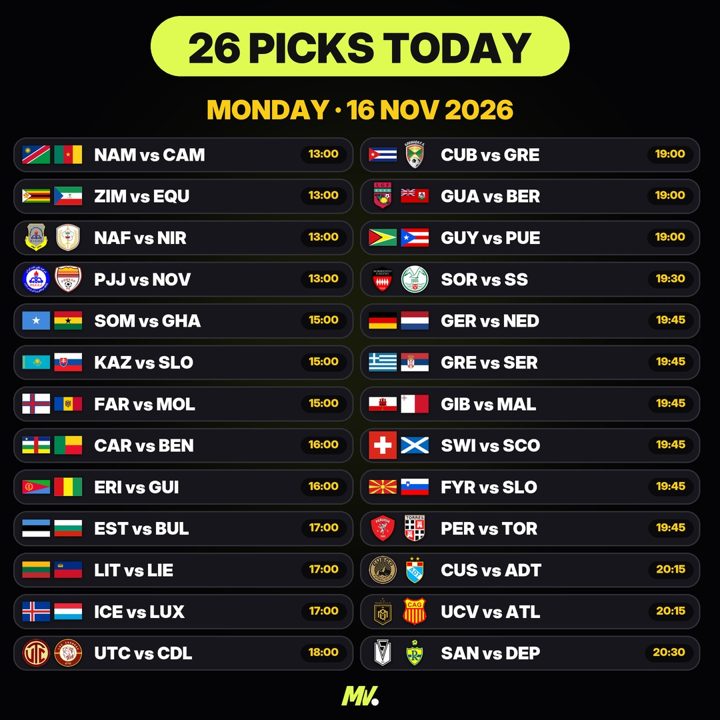 26 PICKS TODAY
MONDAY · 16 NOV 2026
NAM vs CAM 13:00
ZIM vs EQU 13:00
NAF vs NIR 13:00
PJJ vs NOV 13:00
SOM vs GHA 15:00
KAZ vs SLO 15:00
FAR vs MOL 15:00
CAR vs BEN 16:00
ERI vs GUI 16:00
EST vs BUL 17:00
LIT vs LIE 17:00
ICE vs LUX 17:00
UTC vs CDL 18:00
CUB vs GRE 19:00
GUA vs BER 19:00
GUY vs PUE 19:00
SOR vs SS 19:30
GER vs NED 19:45
GRE vs SER 19:45
GIB vs MAL 19:45
SWI vs SCO 19:45
FYR vs SLO 19:45
PER vs TOR 19:45
CUS vs ADT 20:15
UCV vs ATL 20:15
SAN vs DEP 20:30
MV.